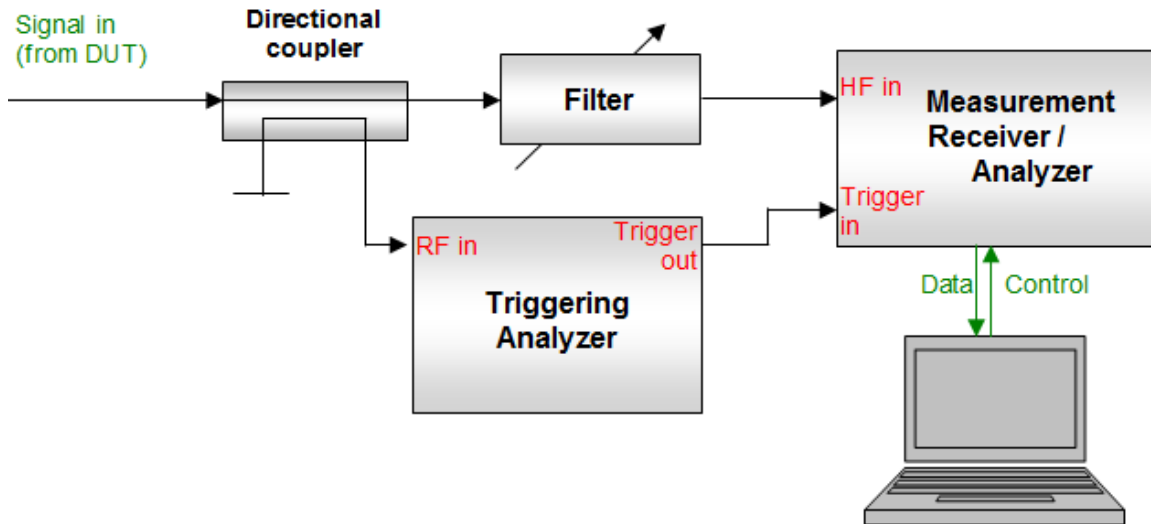 Signal in
(from DUT)
Directional
coupler
Filter
HF in
Measurement
Receiver /
Analyzer
Trigger
in
RF in
Trigger
out
Triggering
Analyzer
Data
Control